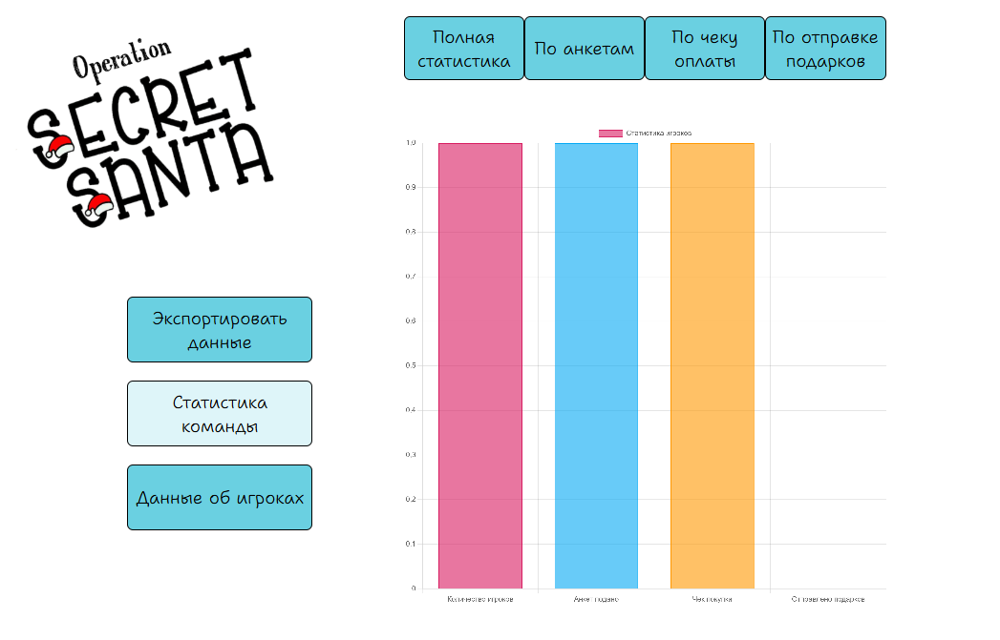 Operation
SECRET
SANTA
Полная
статистика
По анкетам
По чеку
оплаты
По отправке
подарков
Экспортировать
данные
Статистика
команды
Данные об игроках
Статистика игроков
1,0
0,9
0,8
0,7
0,6
0,5
0,4
0,3
0,2
0,1
0
Количество игроков
Анкет подано
Чек покупки
Отправлено подарков